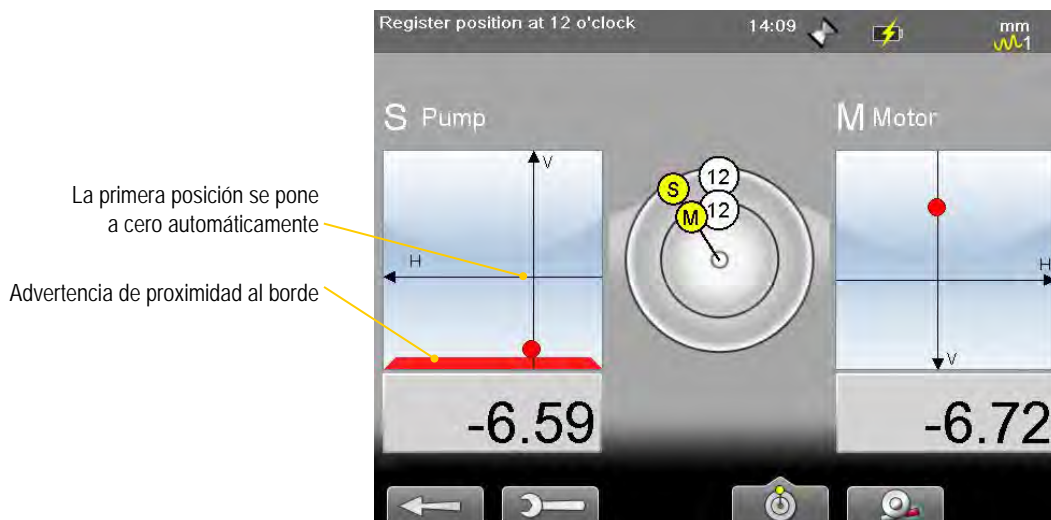 Register position at 12 o'clock
14:09
mm
1
S Pump
M Motor
La primera posición se pone
a cero automáticamente
Advertencia de proximidad al borde
V
H
S
12
M
12
H
V
-6.59
-6.72